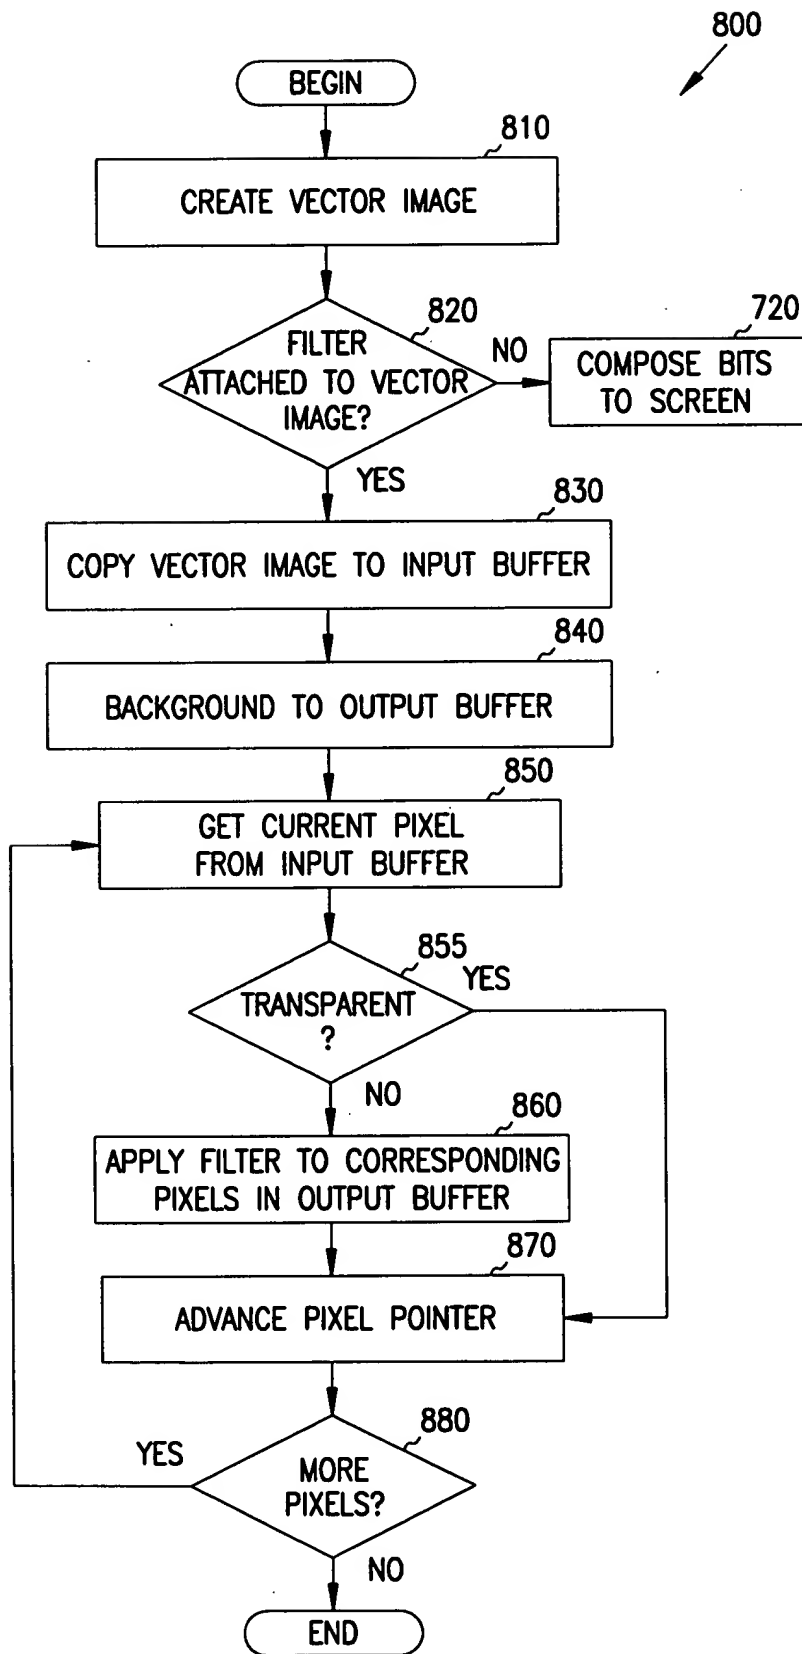 800
BEGIN
810
CREATE VECTOR IMAGE
820
FILTER
ATTACHED TO VECTOR
IMAGE?
NO
720
COMPOSE BITS
TO SCREEN
YES
830
COPY VECTOR IMAGE TO INPUT BUFFER
840
BACKGROUND TO OUTPUT BUFFER
850
GET CURRENT PIXEL
FROM INPUT BUFFER
855
YES
TRANSPARENT
?
NO
860
APPLY FILTER TO CORRESPONDING
PIXELS IN OUTPUT BUFFER
870
ADVANCE PIXEL POINTER
880
YES
MORE
PIXELS?
NO
END